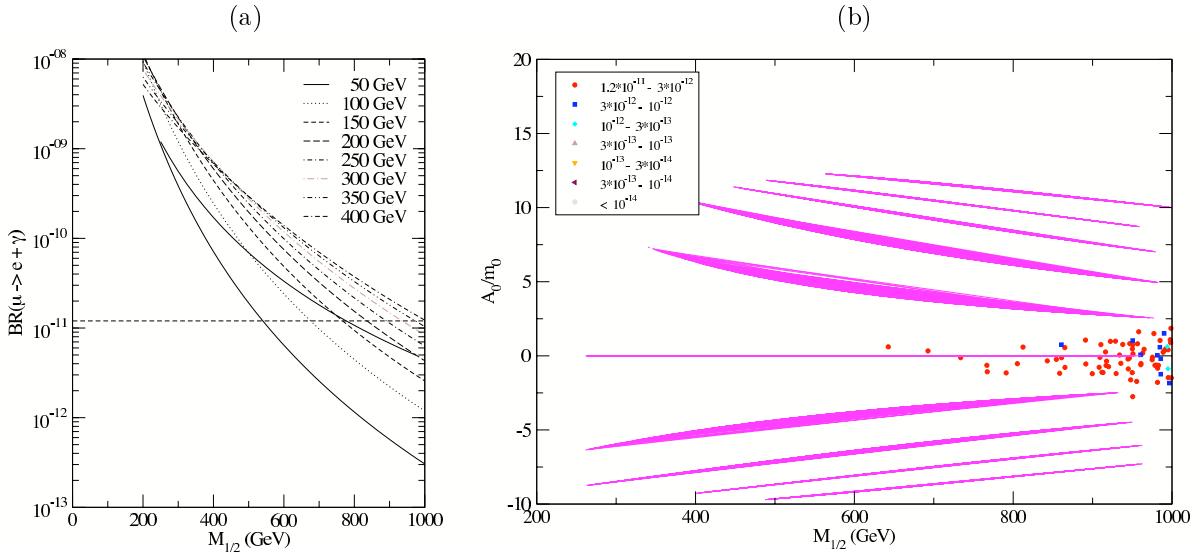 (a)
(b)
10^-08
10^-09
10^-10
10^-11
10^-12
10^-13
BR(μ -> e + γ)
50 GeV
100 GeV
150 GeV
200 GeV
250 GeV
300 GeV
350 GeV
400 GeV
0 200 400 600 800 1000
M_1/2 (GeV)
20
15
10
5
0
-5
-10
A_0/m_0
1.2*10^-11 - 3*10^-12
3*10^-12 - 10^-12
10^-12 - 3*10^-13
3*10^-13 - 10^-13
10^-13 - 3*10^-14
3*10^-13 - 10^-14
< 10^-14
200 400 600 800 1000
M_1/2 (GeV)